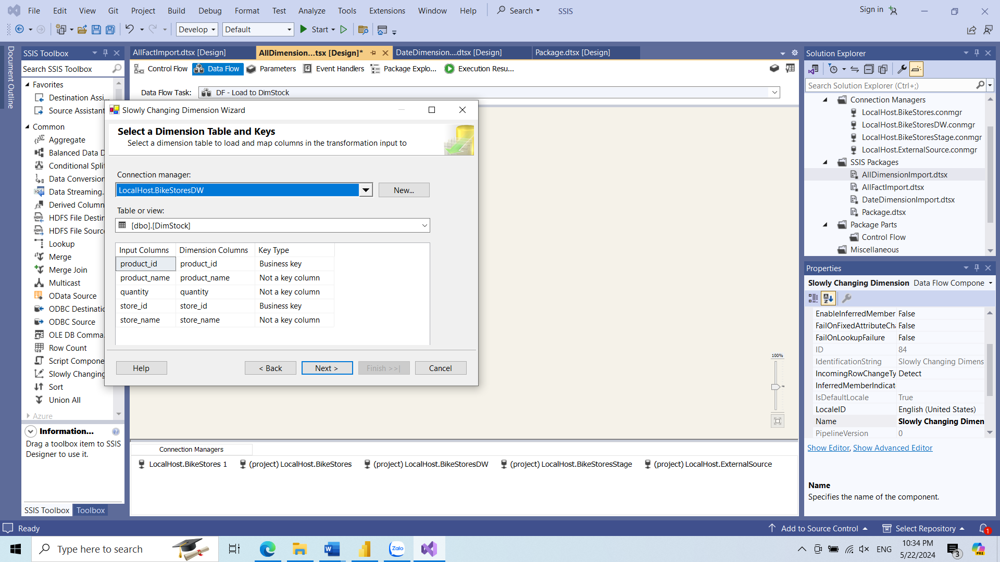 File Edit View Git Project Build Debug Format Test Analyze Tools Extensions Window Help Search SSIS Sign in
Develop Default Start
Document Outline
SSIS Toolbox
Search SSIS Toolbox
Favorites
Destination Assi...
Source Assistant
Common
Aggregate
Balanced Data D
Conditional Spli
Data Conversion
Data Streaming.
Derived Column
HDFS File Destin
HDFS File Source
Lookup
Merge
Merge Join
Multicast
OData Source
ODBC Destinatio
ODBC Source
OLE DB Comma
Row Count
Script Compone
Slowly Changing
Sort
Union All
Azure
Information...
Drag a toolbox item to SSIS
Designer to use it.
SSIS Toolbox Toolbox
AllFactImport.dtsx [Design] AllDimension...tsx [Design]* DateDimension....dtsx [Design] Package.dtsx [Design]
Control Flow Data Flow Parameters Event Handlers Package Explo... Execution Resu...
Data Flow Task: DF - Load to DimStock
Slowly Changing Dimension Wizard
Select a Dimension Table and Keys
Select a dimension table to load and map columns in the transformation input to
Connection manager:
LocalHost.BikeStoresDW New...
Table or view:
[dbo].[DimStock]
Input Columns Dimension Columns Key Type
product_id product_id Business key
product_name product_name Not a key column
quantity quantity Not a key column
store_id store_id Business key
store_name store_name Not a key column
Help < Back Next > Finish >>| Cancel
100%
Connection Managers
LocalHost.BikeStores 1 (project) LocalHost.BikeStores (project) LocalHost.BikeStoresDW (project) LocalHost.BikeStoresStage (project) LocalHost.ExternalSource
Solution Explorer
Search Solution Explorer (Ctrl+;)
Connection Managers
LocalHost.BikeStores.conmgr
LocalHost.BikeStoresDW.conmgr
LocalHost.BikeStoresStage.conmgr
LocalHost.ExternalSource.conmgr
SSIS Packages
AllDimensionImport.dtsx
AllFactImport.dtsx
DateDimensionImport.dtsx
Package.dtsx
Package Parts
Control Flow
Miscellaneous
Properties
Slowly Changing Dimension Data Flow Compone
EnableInferredMember False
FailOnFixedAttributeCha False
FailOnLookupFailure False
ID 84
IdentificationString Slowly Changing Dimens
IncomingRowChangeTy Detect
InferredMemberIndicat
IsDefaultLocale True
LocaleID English (United States)
Name Slowly Changing Dimen
PipelineVersion 0
Show Editor, Show Advanced Editor
Name
Specifies the name of the component.
Ready Add to Source Control Select Repository 1
Type here to search Zalo ENG 10:34 PM
5/22/2024 3 PRE